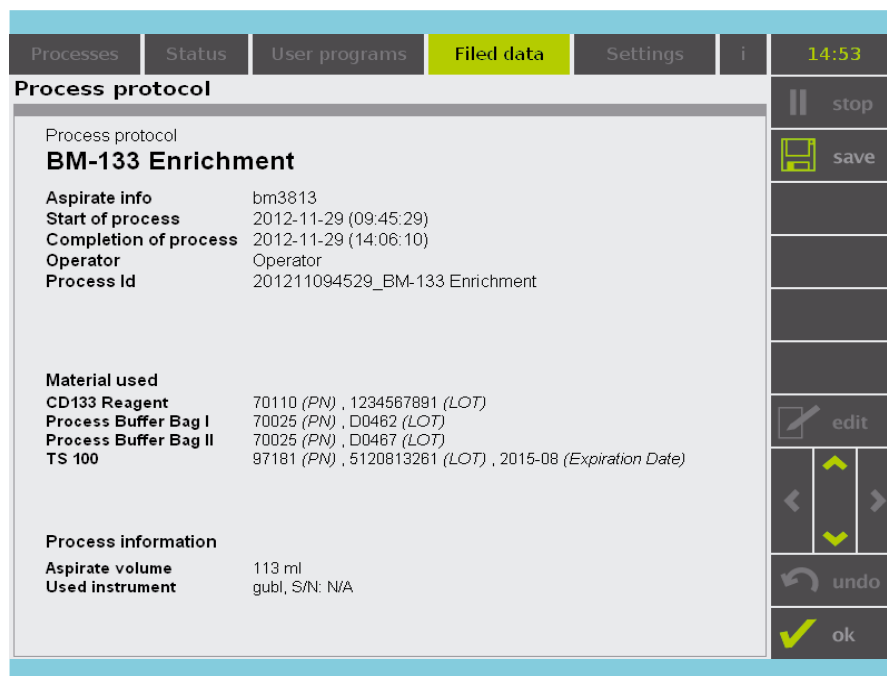 Processes Status User programs Filed data Settings i 14:53
Process protocol
stop
save
Process protocol
BM-133 Enrichment
Aspirate info bm3813
Start of process 2012-11-29 (09:45:29)
Completion of process 2012-11-29 (14:06:10)
Operator Operator
Process Id 201211094529_BM-133 Enrichment
Material used
CD133 Reagent 70110 (PN) , 1234567891 (LOT)
Process Buffer Bag I 70025 (PN) , D0462 (LOT)
Process Buffer Bag II 70025 (PN) , D0467 (LOT)
TS 100 97181 (PN) , 5120813261 (LOT) , 2015-08 (Expiration Date)
edit
Process information
Aspirate volume 113 ml
Used instrument gubl, S/N: N/A
undo
ok